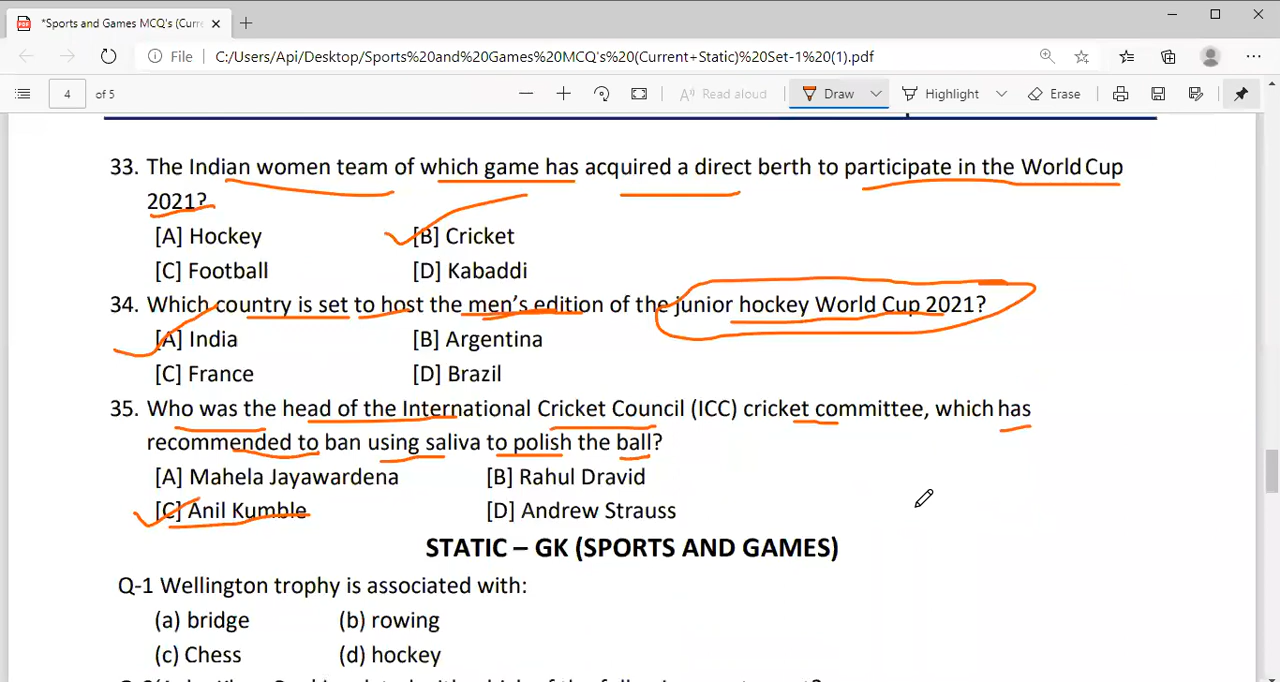 *Sports and Games MCQ's (Curre
File
C:/Users/Api/Desktop/Sports%20and%20Games%20MCQ's%20(Current+Static)%20Set-1%20(1).pdf
4 of 5
Read aloud
Draw
Highlight
Erase
33. The Indian women team of which game has acquired a direct berth to participate in the World Cup
2021?
[A] Hockey [B] Cricket
[C] Football [D] Kabaddi
34. Which country is set to host the men's edition of the junior hockey World Cup 2021?
[A] India [B] Argentina
[C] France [D] Brazil
35. Who was the head of the International Cricket Council (ICC) cricket committee, which has
recommended to ban using saliva to polish the ball?
[A] Mahela Jayawardena [B] Rahul Dravid
[C] Anil Kumble [D] Andrew Strauss
STATIC – GK (SPORTS AND GAMES)
Q-1 Wellington trophy is associated with:
(a) bridge (b) rowing
(c) Chess (d) hockey